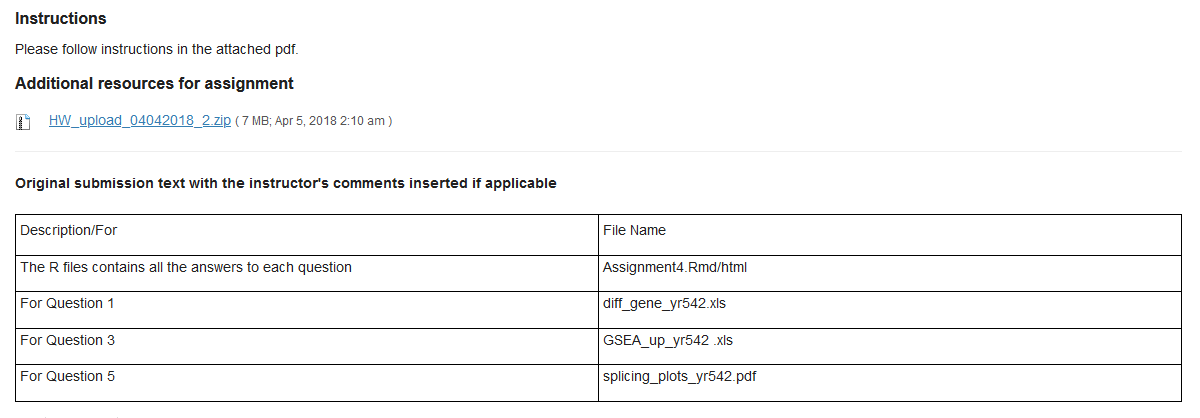 Instructions
Please follow instructions in the attached pdf.
Additional resources for assignment
HW_upload_04042018_2.zip ( 7 MB; Apr 5, 2018 2:10 am )
Original submission text with the instructor's comments inserted if applicable
Description/For File Name
The R files contains all the answers to each question Assignment4.Rmd/html
For Question 1 diff_gene_yr542.xls
For Question 3 GSEA_up_yr542 .xls
For Question 5 splicing_plots_yr542.pdf